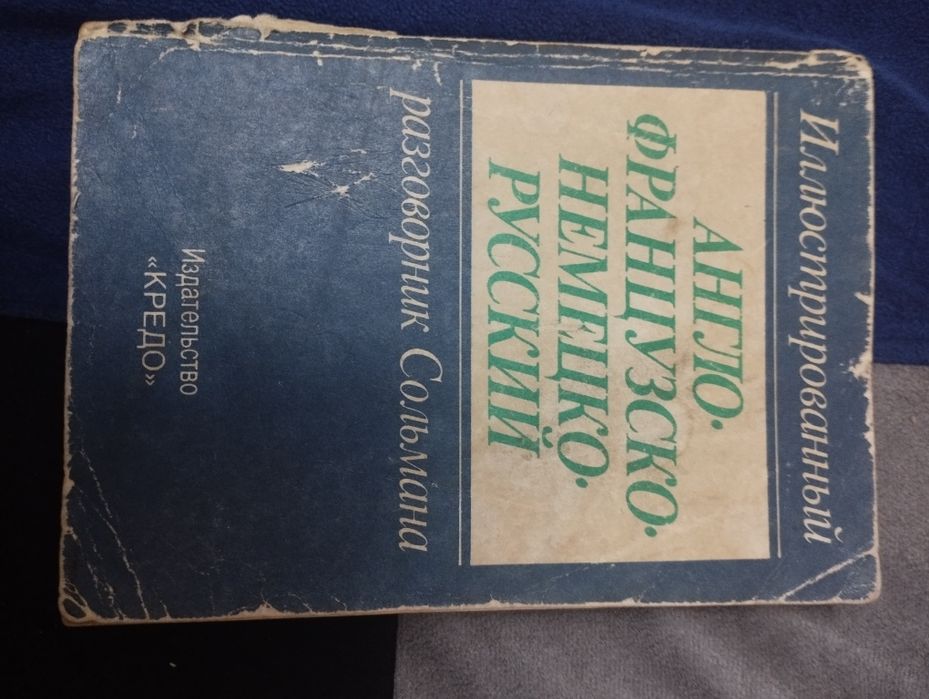 Иллюстрированный
АНГЛО·
ФРАНЦУЗСКО·
НЕМЕЦКО·
РУССКИЙ
разговорник Сольмана
Издательство
«КРЕДО»